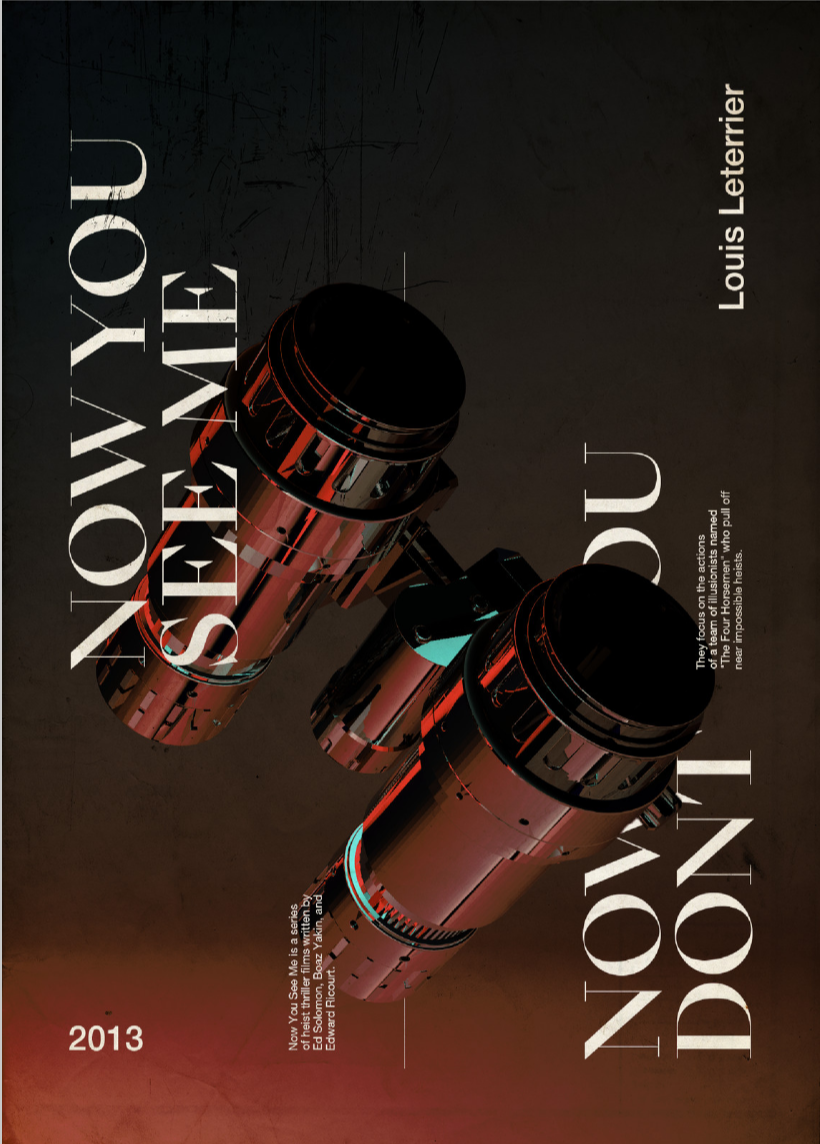 NOW YOU
SEE ME
Louis Leterrier
NOW YOU
DON'T
They focus on the actions
of a team of illusionists named
"The Four Horsemen" who pull off
near impossible heists.
Now You See Me is a series
of heist thriller films written by
Ed Solomon, Boaz Yakin, and
Edward Ricourt.
2013